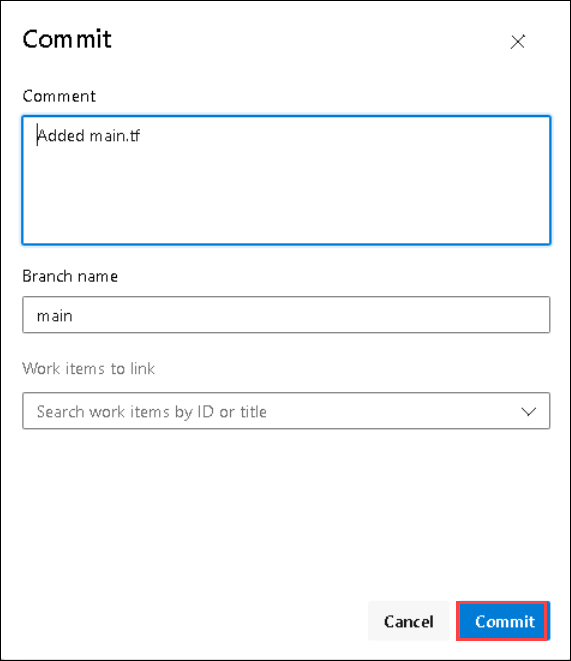 Commit
Comment
Added main.tf
Branch name
main
Work items to link
Search work items by ID or title
Cancel
Commit